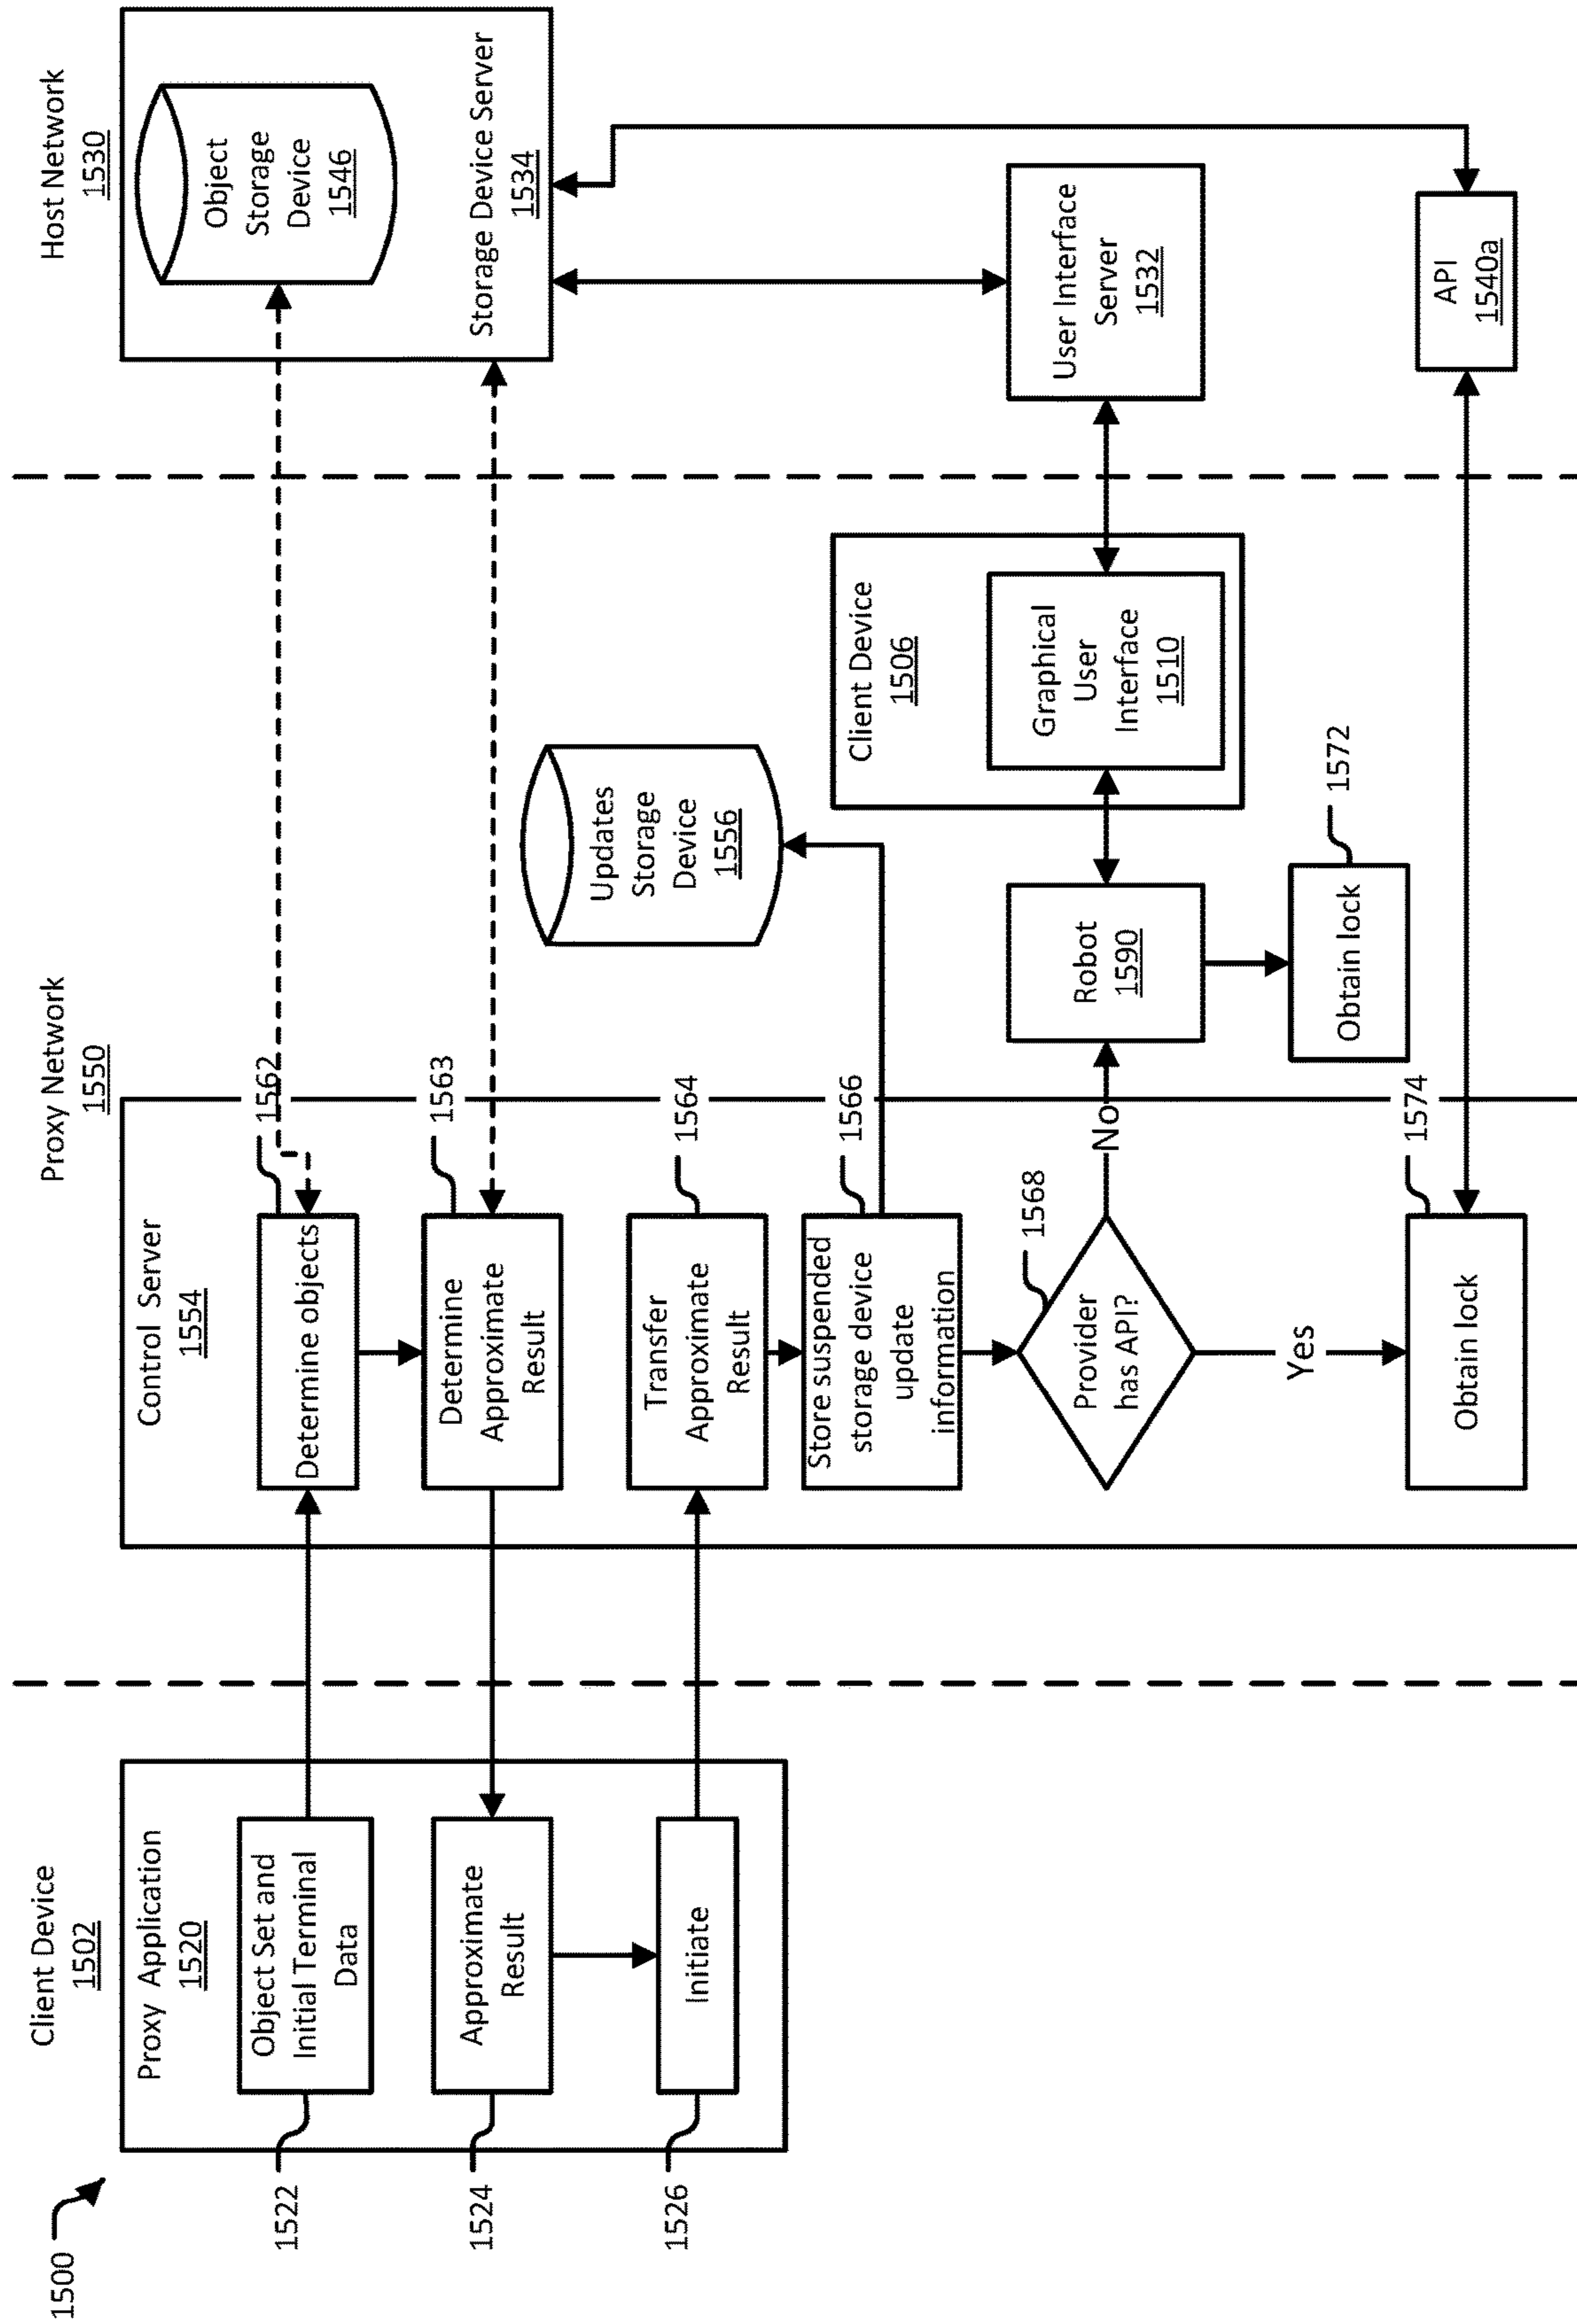 1500
Client Device
1502
Proxy Application
1520
Object Set and
Initial Terminal
Data
1522
Approximate
Result
1524
Initiate
1526
Proxy Network
1550
Control Server
1554
Determine objects
1562
Determine
Approximate
Result
1563
Transfer
Approximate
Result
1564
Store suspended
storage device
update
information
1566
Provider
has API?
1568
No
Yes
Obtain lock
1574
Updates
Storage
Device
1556
Robot
1590
Obtain lock
1572
Client Device
1506
Graphical
User
Interface
1510
Host Network
1530
Object
Storage
Device
1546
Storage Device Server
1534
User Interface
Server
1532
API
1540a